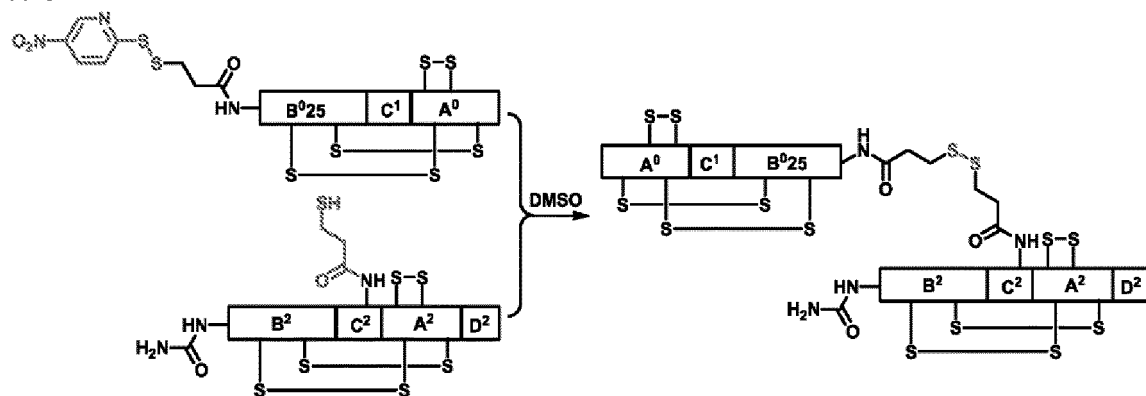 N
O₂N
S
S
O
HN
S-S
B⁰25 C¹ A⁰
S S
S S
SH
O
NH S-S
HN
B² C² A² D²
H₂N O
S S
S S
DMSO
S-S
A⁰ C¹ B⁰25
H
N
O
S
S
S S
S S
O
NH S-S
HN
B² C² A² D²
H₂N O
S S
S S